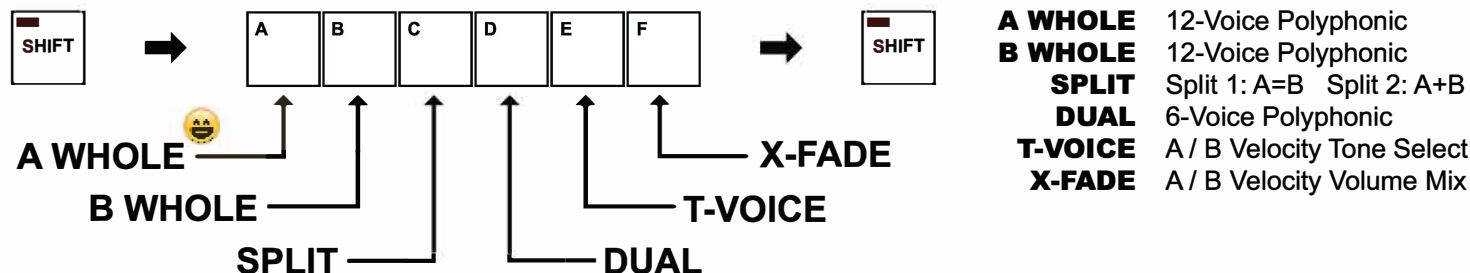 SHIFT
A B C D E F
SHIFT
A WHOLE
B WHOLE
SPLIT
DUAL
T-VOICE
X-FADE
A WHOLE 12-Voice Polyphonic
B WHOLE 12-Voice Polyphonic
SPLIT Split 1: A=B Split 2: A+B
DUAL 6-Voice Polyphonic
T-VOICE A / B Velocity Tone Select
X-FADE A / B Velocity Volume Mix